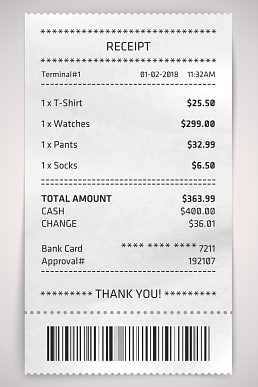 ******************************
RECEIPT
******************************
Terminal#1 01-02-2018 11:32AM
--------------------------------
1 x T-Shirt $25.50
1 x Watches $299.00
1 x Pants $32.99
1 x Socks $6.50
--------------------------------
--------------------------------
TOTAL AMOUNT $363.99
CASH $400.00
CHANGE $36.01
Bank Card **** **** **** 7211
Approval# 192107
--------------------------------
********* THANK YOU! *********